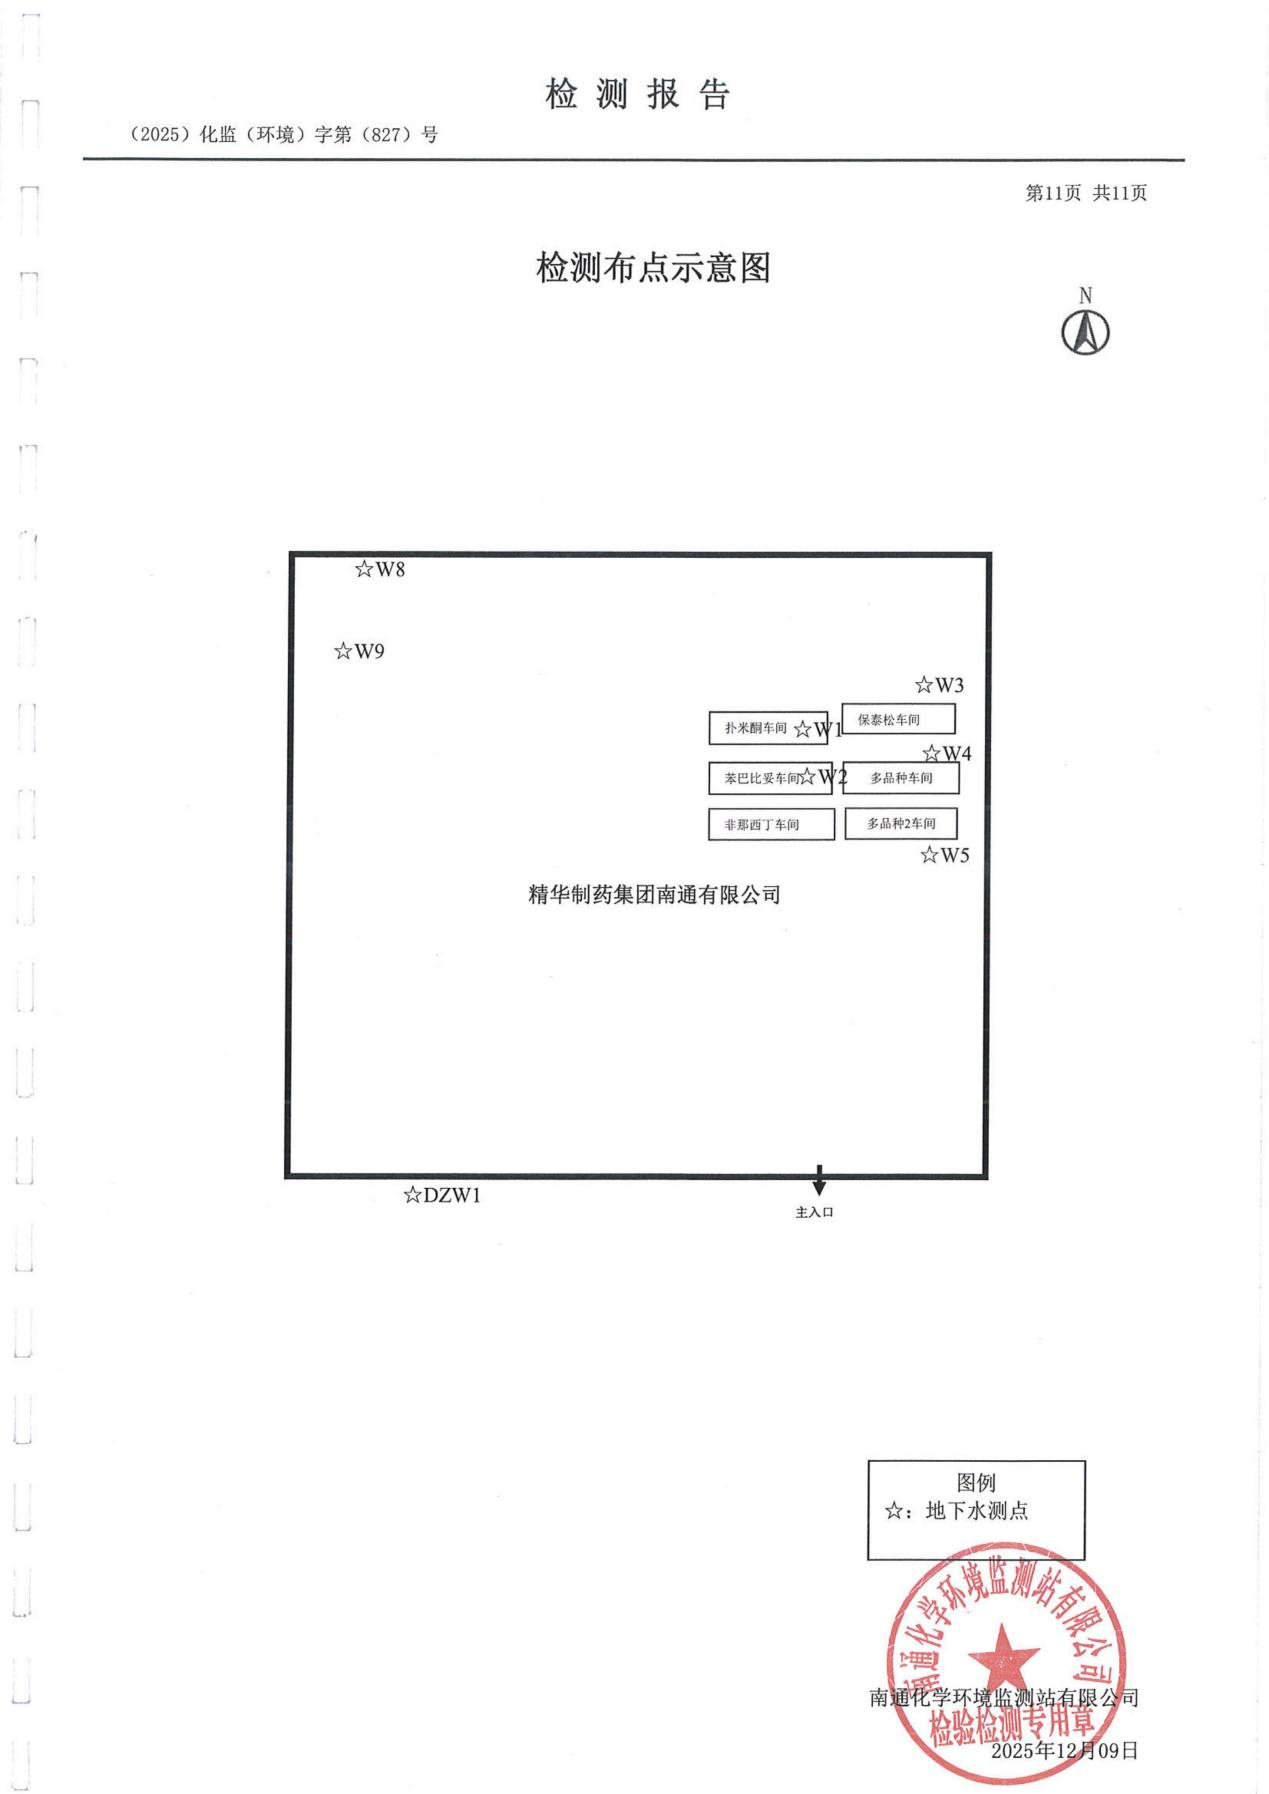 检测报告
（2025）化监（环境）字第（827）号
第11页 共11页
检测布点示意图
N
☆W8
☆W9
☆W3
扑米酮车间 ☆W1
保泰松车间
☆W4
苯巴比妥车间☆W2
多品种车间
非那西丁车间
多品种2车间
☆W5
精华制药集团南通有限公司
☆DZW1
主入口
图例
☆：地下水测点
南通化学环境监测站有限公司
南通化学环境监测站有限公司
检验检测专用章
2025年12月09日